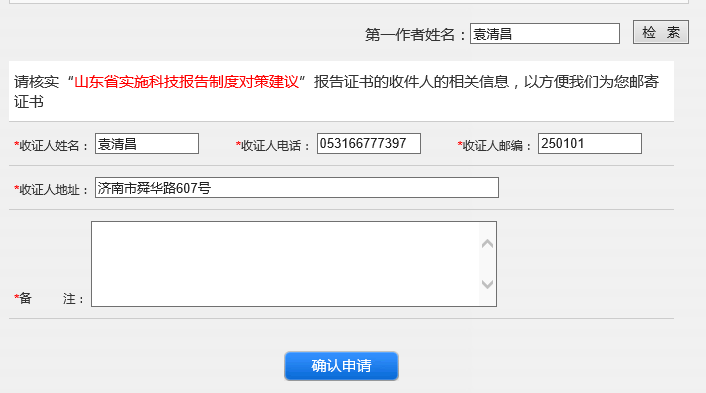 第一作者姓名：袁清昌 检 索
请核实“山东省实施科技报告制度对策建议”报告证书的收件人的相关信息，以方便我们为您邮寄
证书
*收证人姓名：袁清昌 *收证人电话：053166777397 *收证人邮编：250101
*收证人地址：济南市舜华路607号
*备 注：
确认申请